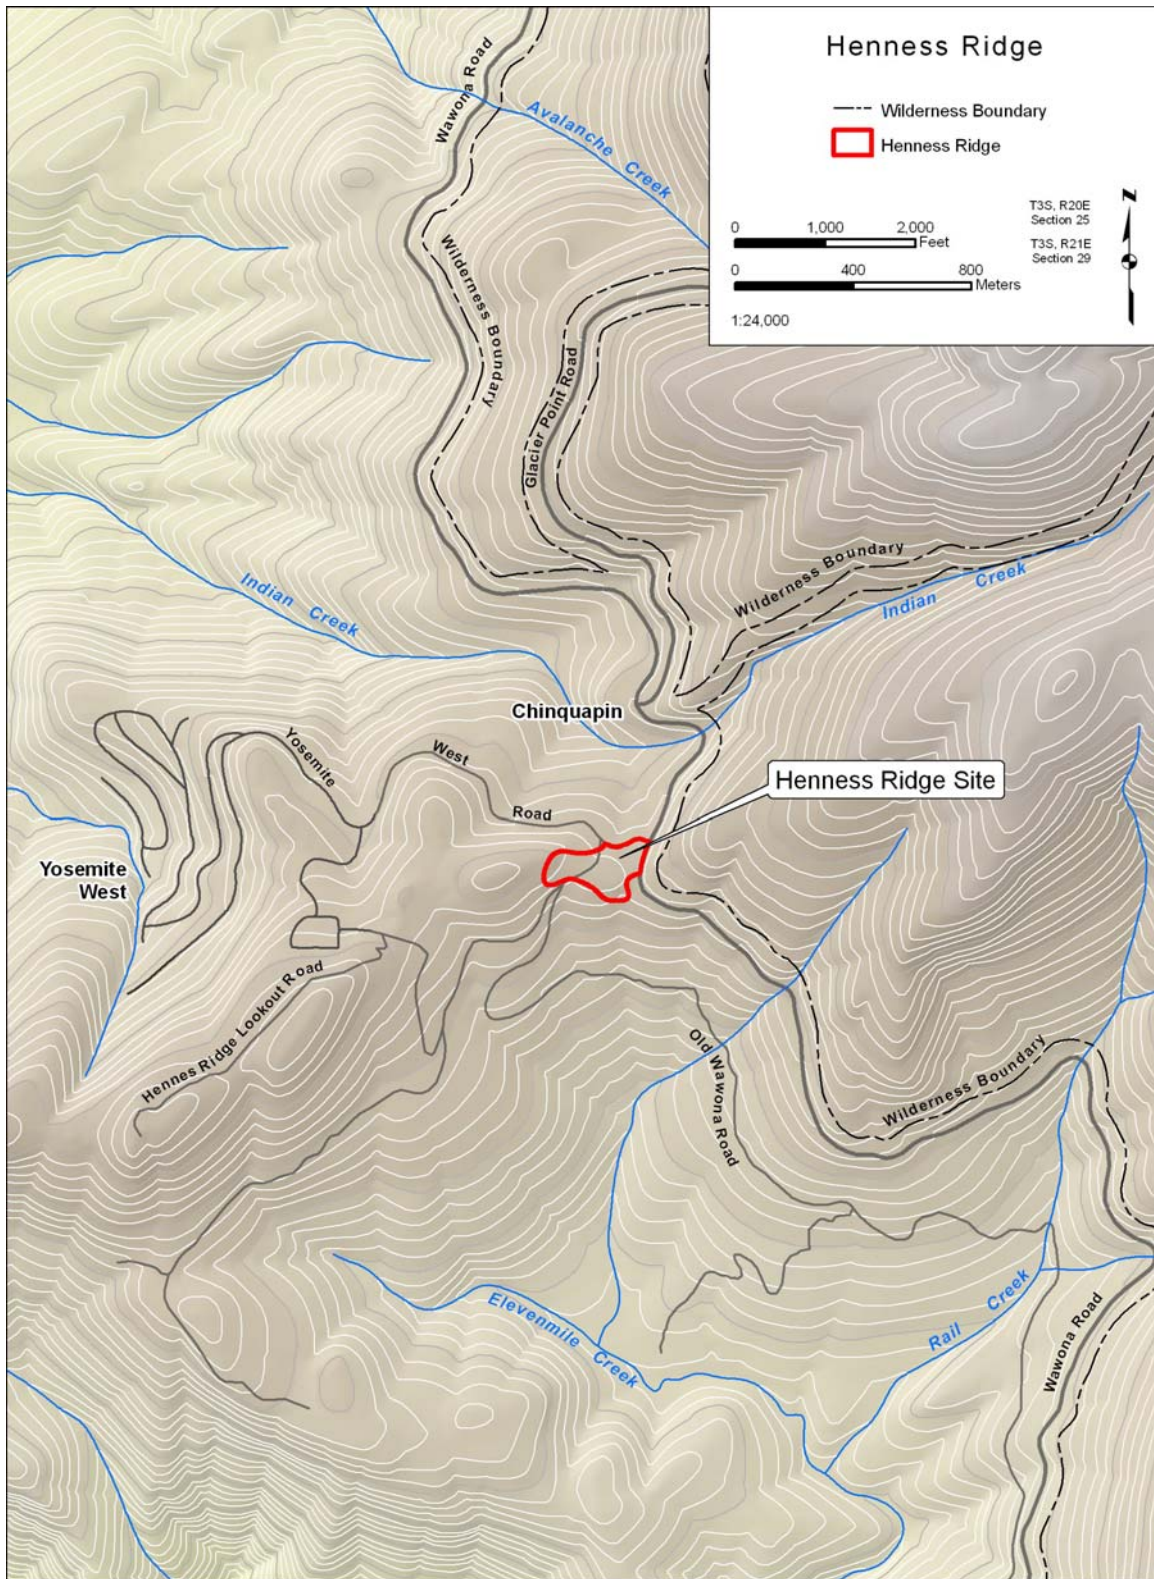 Henness Ridge
Wilderness Boundary
Henness Ridge
T3S, R20E
Section 25
T3S, R21E
Section 29
N
0 1,000 2,000
Feet
0 400 800
Meters
1:24,000
Wawona Road
Avalanche Creek
Wilderness Boundary
Glacier Point Road
Wilderness Boundary
Indian Creek
Indian Creek
Chinquapin
Yosemite West Road
Henness Ridge Site
Yosemite
West
Hennes Ridge Lookout Road
Old Wawona Road
Wilderness Boundary
Elevenmile Creek
Rail Creek
Wawona Road